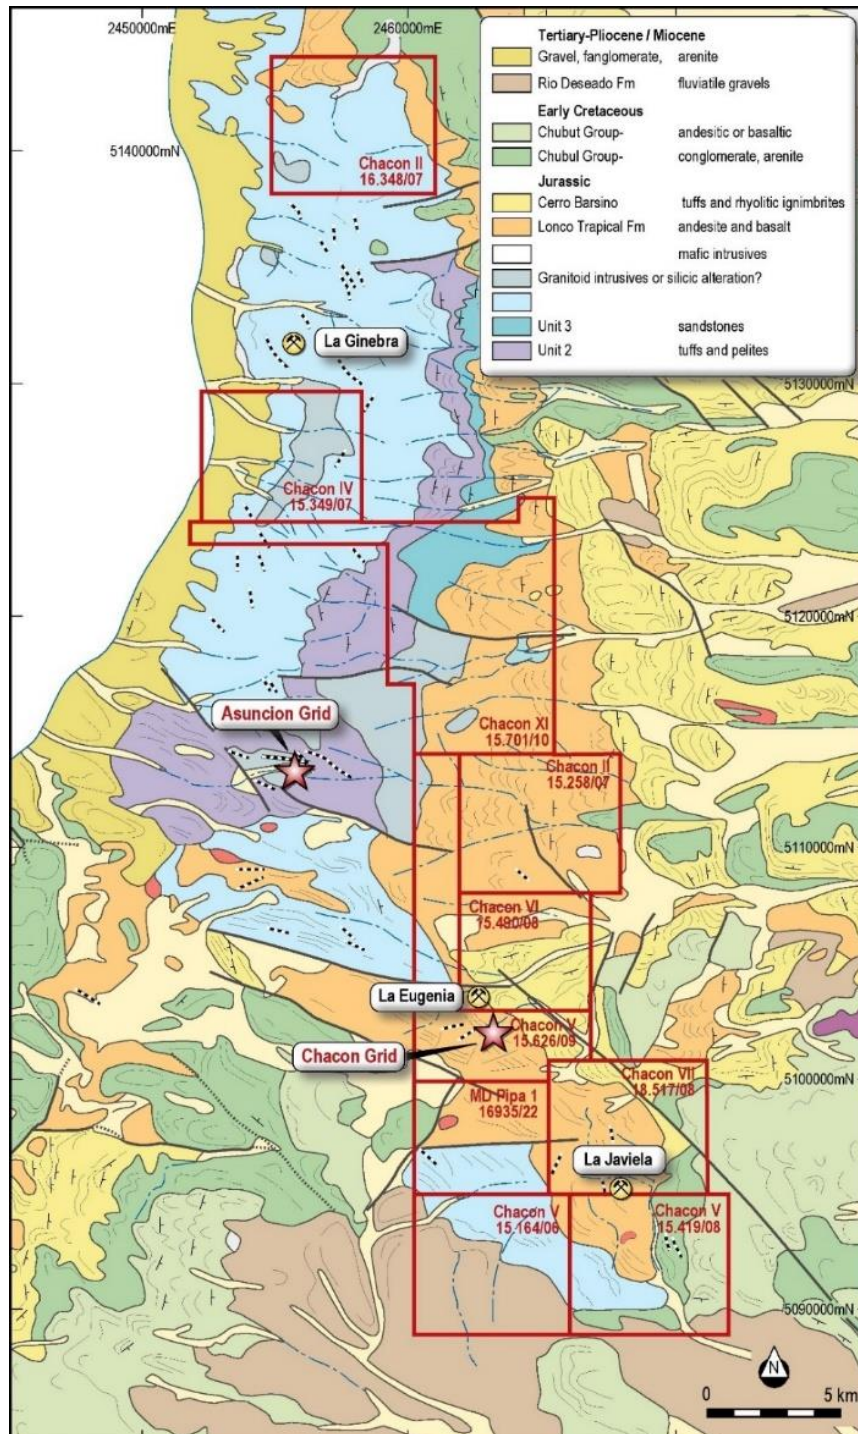 2450000mE 2460000mE
Tertiary-Pliocene / Miocene
Gravel, fanglomerate, arenite
Rio Deseado Fm fluviatile gravels
Early Cretaceous
Chubut Group- andesitic or basaltic
Chubul Group- conglomerate, arenite
Jurassic
Cerro Barsino tuffs and rhyolitic ignimbrites
Lonco Trapical Fm andesite and basalt
mafic intrusives
Granitoid intrusives or silicic alteration?
Unit 3 sandstones
Unit 2 tuffs and pelites
5140000mN
Chacon II
16.348/07
La Ginebra
5130000mN
Chacon IV
15.349/07
5120000mN
Asuncion Grid
Chacon XI
15.701/10
Chacon II
15.258/07
5110000mN
Chacon VI
15.480/08
La Eugenia
Chacon V
15.626/09
Chacon Grid
5100000mN
Chacon VII
18.517/08
MD Pipa 1
16935/22
La Javiela
Chacon V
15.164/06
Chacon V
15.419/08
5090000mN
N
0 5 km